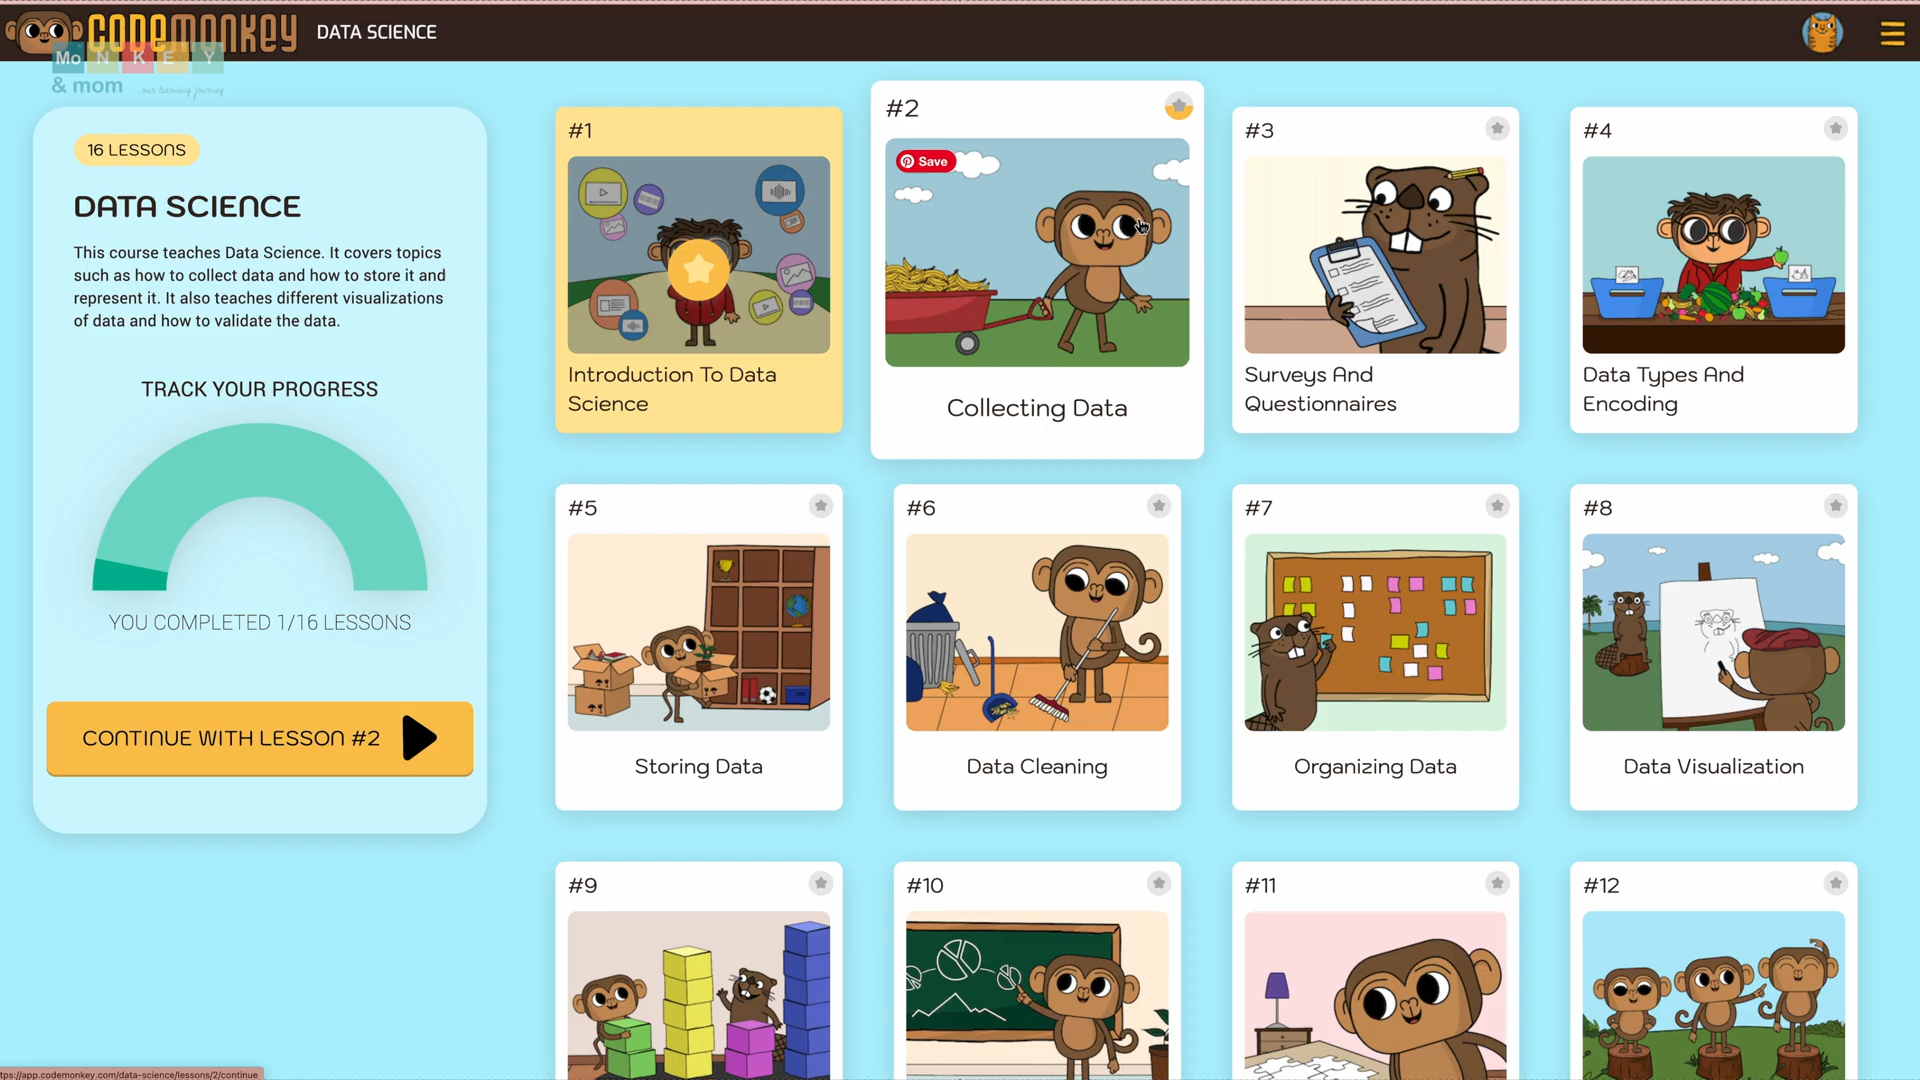 CODEMONKEY
DATA SCIENCE
MoNKEY
& mom ...our learning journey
16 LESSONS
DATA SCIENCE
This course teaches Data Science. It covers topics
such as how to collect data and how to store it and
represent it. It also teaches different visualizations
of data and how to validate the data.
TRACK YOUR PROGRESS
YOU COMPLETED 1/16 LESSONS
CONTINUE WITH LESSON #2
#1
Introduction To Data
Science
#2
Save
Collecting Data
#3
Surveys And
Questionnaires
#4
Data Types And
Encoding
#5
Storing Data
#6
Data Cleaning
#7
Organizing Data
#8
Data Visualization
#9
#10
#11
#12
tps://app.codemonkey.com/data-science/lessons/2/continue